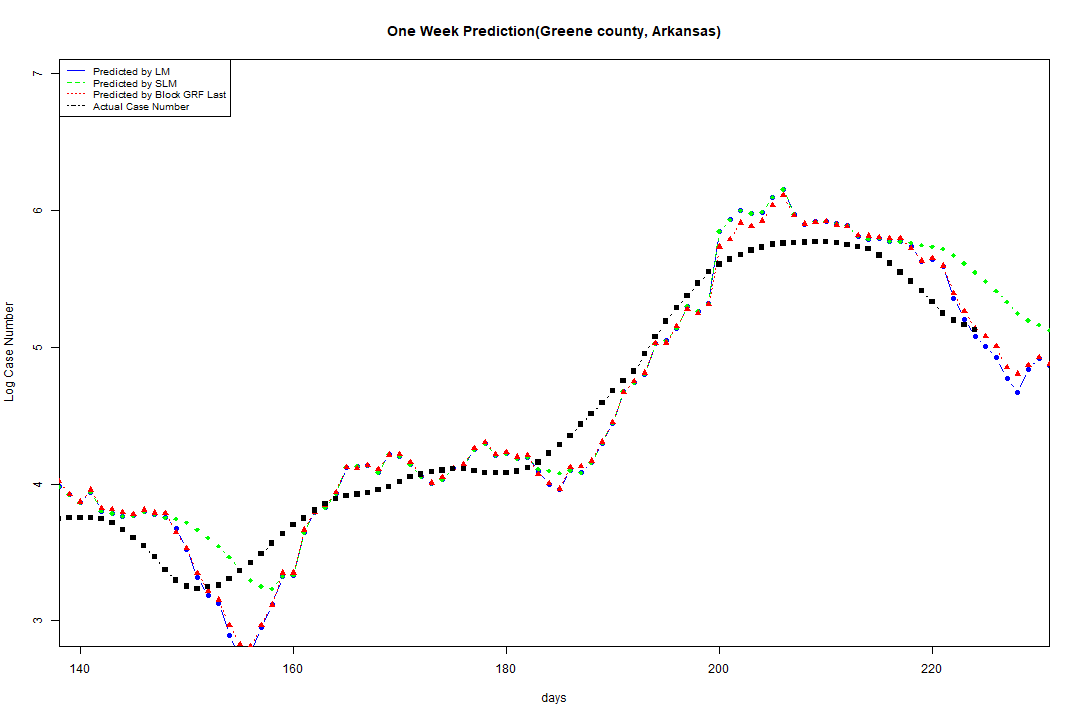 One Week Prediction(Greene county, Arkansas)
Predicted by LM
Predicted by SLM
Predicted by Block GRF Last
Actual Case Number
7
6
5
4
3
Log Case Number
140 160 180 200 220
days